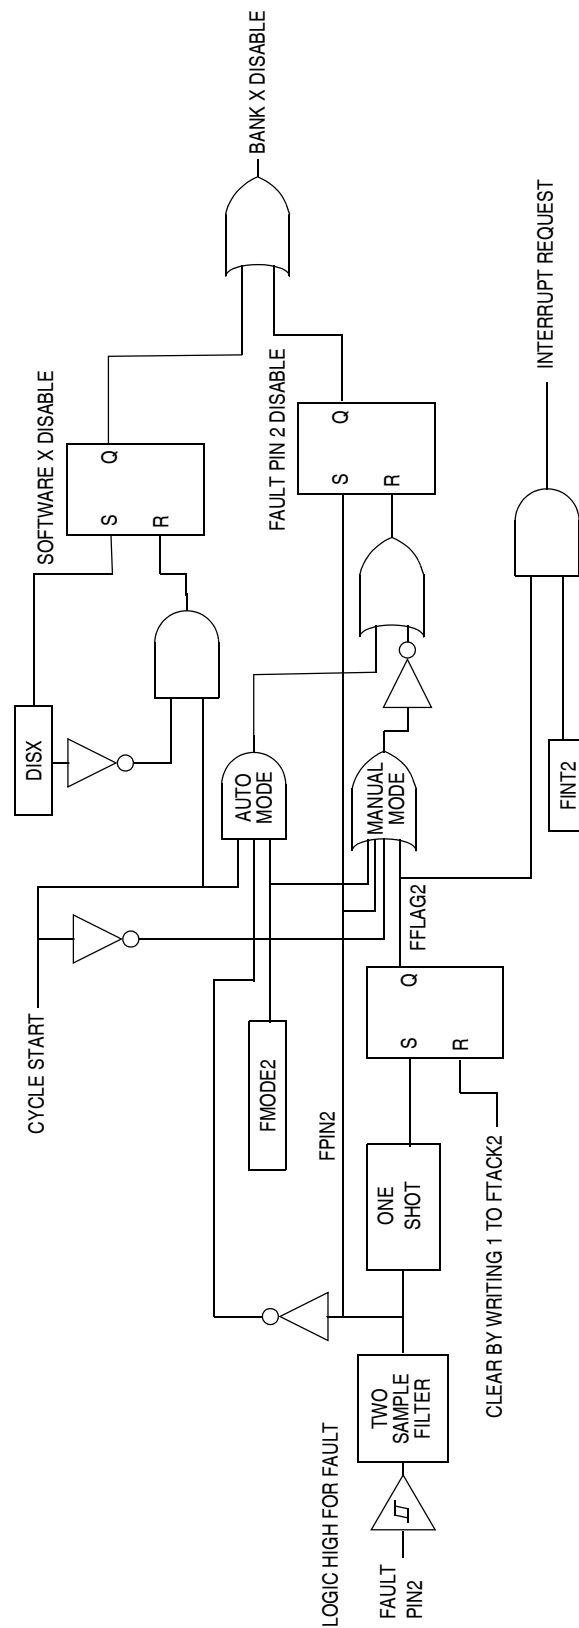 LOGIC HIGH FOR FAULT
FAULT
PIN2
TWO
SAMPLE
FILTER
CLEAR BY WRITING 1 TO FTACK2
ONE
SHOT
FPIN2
FMODE2
CYCLE START
S
Q
R
FFLAG2
AUTO
MODE
MANUAL
MODE
DISX
FINT2
SOFTWARE X DISABLE
S
Q
R
FAULT PIN 2 DISABLE
S
Q
R
BANK X DISABLE
INTERRUPT REQUEST